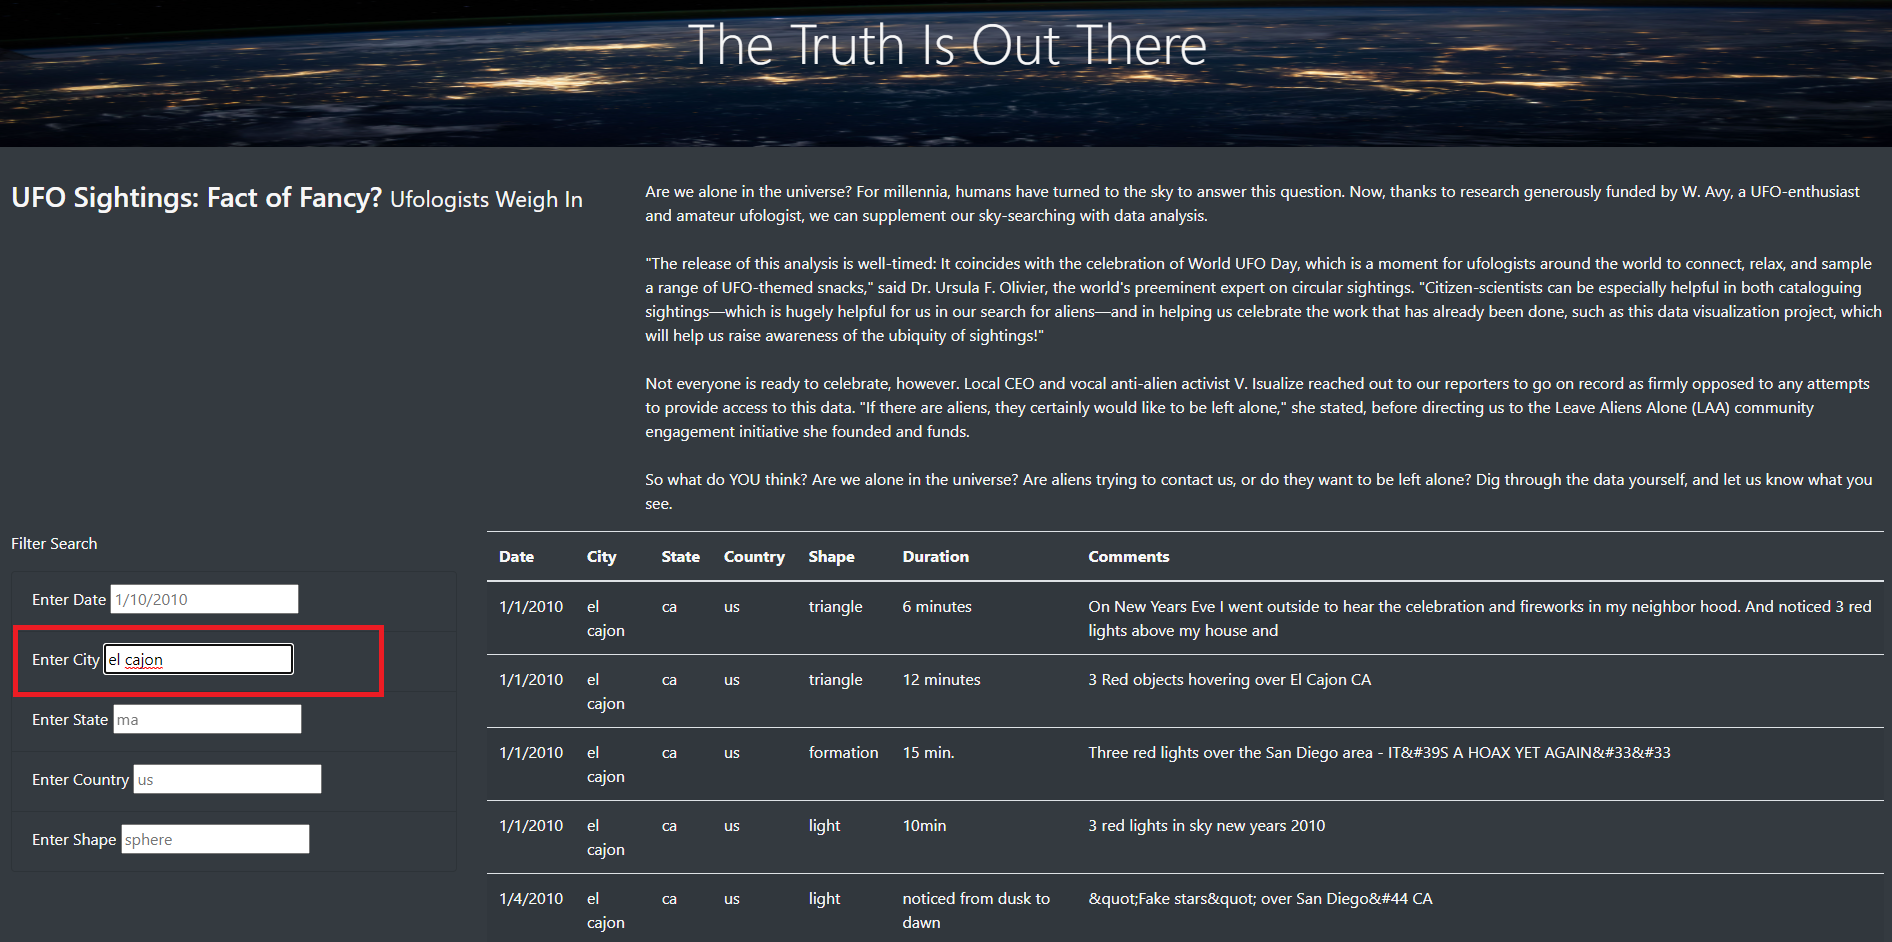 The Truth Is Out There
UFO Sightings: Fact of Fancy? Ufologists Weigh In
Are we alone in the universe? For millennia, humans have turned to the sky to answer this question. Now, thanks to research generously funded by W. Avy, a UFO-enthusiast
and amateur ufologist, we can supplement our sky-searching with data analysis.
"The release of this analysis is well-timed: It coincides with the celebration of World UFO Day, which is a moment for ufologists around the world to connect, relax, and sample
a range of UFO-themed snacks," said Dr. Ursula F. Olivier, the world's preeminent expert on circular sightings. "Citizen-scientists can be especially helpful in both cataloguing
sightings—which is hugely helpful for us in our search for aliens—and in helping us celebrate the work that has already been done, such as this data visualization project, which
will help us raise awareness of the ubiquity of sightings!"
Not everyone is ready to celebrate, however. Local CEO and vocal anti-alien activist V. Isualize reached out to our reporters to go on record as firmly opposed to any attempts
to provide access to this data. "If there are aliens, they certainly would like to be left alone," she stated, before directing us to the Leave Aliens Alone (LAA) community
engagement initiative she founded and funds.
So what do YOU think? Are we alone in the universe? Are aliens trying to contact us, or do they want to be left alone? Dig through the data yourself, and let us know what you
see.
Filter Search
Enter Date 1/10/2010
Enter City el cajon
Enter State ma
Enter Country us
Enter Shape sphere
Date City State Country Shape Duration Comments
1/1/2010 el ca us triangle 6 minutes On New Years Eve I went outside to hear the celebration and fireworks in my neighbor hood. And noticed 3 red
cajon lights above my house and
1/1/2010 el ca us triangle 12 minutes 3 Red objects hovering over El Cajon CA
cajon
1/1/2010 el ca us formation 15 min. Three red lights over the San Diego area - IT&#39S A HOAX YET AGAIN&#33&#33
cajon
1/1/2010 el ca us light 10min 3 red lights in sky new years 2010
cajon
1/4/2010 el ca us light noticed from dusk to &quot;Fake stars&quot; over San Diego&#44 CA
cajon dawn